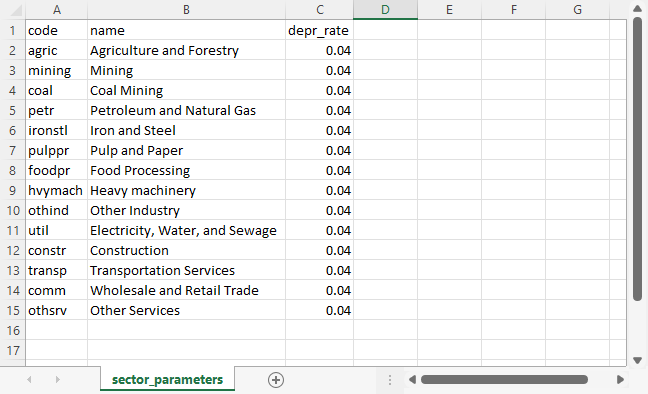 A B C D E F G
1 code name depr_rate
2 agric Agriculture and Forestry 0.04
3 mining Mining 0.04
4 coal Coal Mining 0.04
5 petr Petroleum and Natural Gas 0.04
6 ironstl Iron and Steel 0.04
7 pulppr Pulp and Paper 0.04
8 foodpr Food Processing 0.04
9 hvymach Heavy machinery 0.04
10 othind Other Industry 0.04
11 util Electricity, Water, and Sewage 0.04
12 constr Construction 0.04
13 transp Transportation Services 0.04
14 comm Wholesale and Retail Trade 0.04
15 othsrv Other Services 0.04
16
17
sector_parameters